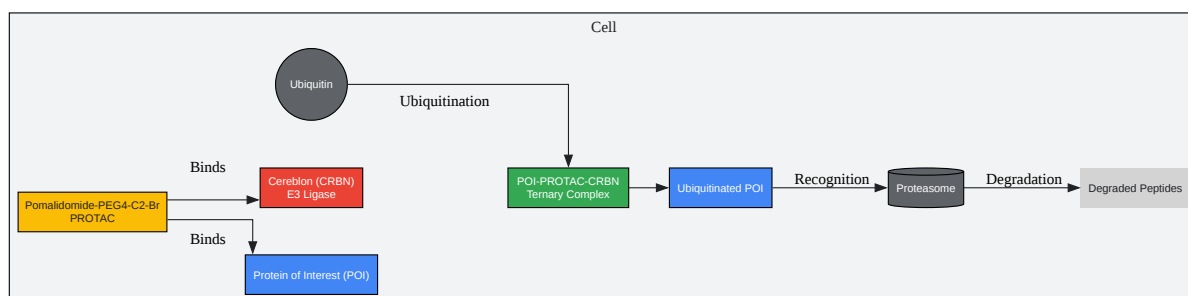 Cell
Ubiquitin
Ubiquitination
Binds
Cereblon (CRBN)
E3 Ligase
POI-PROTAC-CRBN
Ternary Complex
Ubiquitinated POI
Recognition
Proteasome
Degradation
Degraded Peptides
Pomalidomide-PEG4-C2-Br
PROTAC
Binds
Protein of Interest (POI)